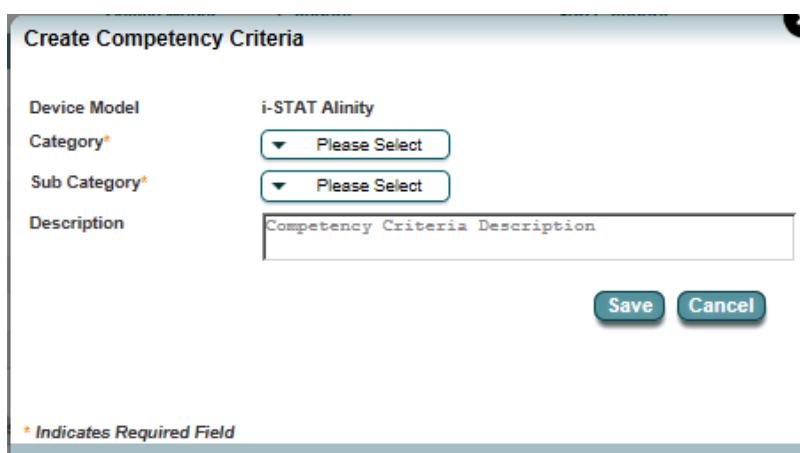 Create Competency Criteria
Device Model i-STAT Alinity
Category* Please Select
Sub Category* Please Select
Description Competency Criteria Description
Save Cancel
* Indicates Required Field